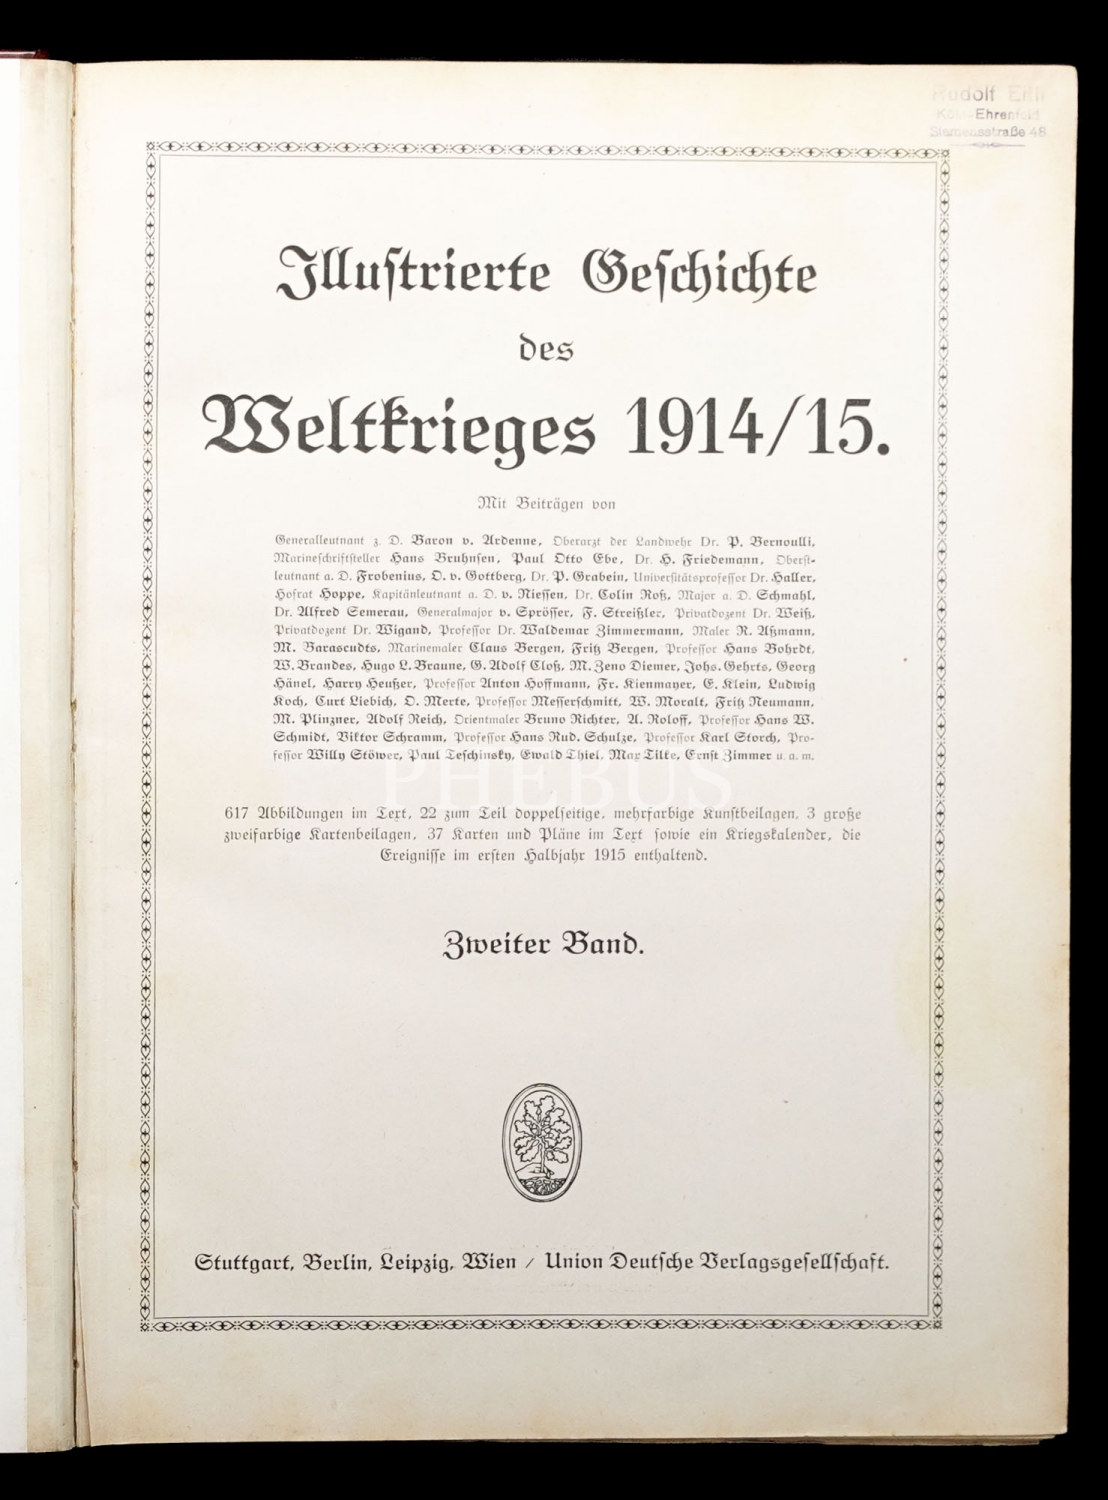 Rudolf
Köln-Ehrenfeld
Siemensstraße 48
Illustrierte Geschichte
des
Weltkrieges 1914/15.
Mit Beiträgen von
Generalleutnant z. D. Baron v. Ardenne, Oberarzt der Landwehr Dr. P. Bernoulli,
Marineschriftsteller Hans Bruhnsen, Paul Otto Ebe, Dr. H. Friedemann, Oberst-
leutnant a. D. Frobenius, O. v. Gottberg, Dr. P. Grabein, Universitätsprofessor Dr. Haller,
Hofrat Hoppe, Kapitänleutnant a. D. v. Niessen, Dr. Colin Roß, Major a. D. Schmahl,
Dr. Alfred Semerau, Generalmajor v. Sprösser, F. Streißler, Privatdozent Dr. Weiß,
Privatdozent Dr. Wigand, Professor Dr. Waldemar Zimmermann, Maler R. Aßmann,
M. Barascudts, Marinemaler Claus Bergen, Fritz Bergen, Professor Hans Bohrdt,
W. Brandes, Hugo L. Braune, G. Adolf Cloß, M. Zeno Diemer, Johs. Gehrts, Georg
Hänel, Harry Heußer, Professor Anton Hoffmann, Fr. Kienmayer, E. Klein, Ludwig
Koch, Curt Liebich, O. Merte, Professor Messerschmitt, W. Moralt, Fritz Neumann,
M. Plinzner, Adolf Reich, Orientmaler Bruno Richter, A. Roloff, Professor Hans W.
Schmidt, Viktor Schramm, Professor Hans Rud. Schulze, Professor Karl Storch, Pro-
fessor Willy Stöwer, Paul Teschinsky, Ewald Thiel, Max Tilke, Ernst Zimmer u. a. m.
PHEBUS
617 Abbildungen im Text, 22 zum Teil doppelseitige, mehrfarbige Kunstbeilagen, 3 große
zweifarbige Kartenbeilagen, 37 Karten und Pläne im Text sowie ein Kriegskalender, die
Ereignisse im ersten Halbjahr 1915 enthaltend.
Zweiter Band.
Stuttgart, Berlin, Leipzig, Wien / Union Deutsche Verlagsgesellschaft.